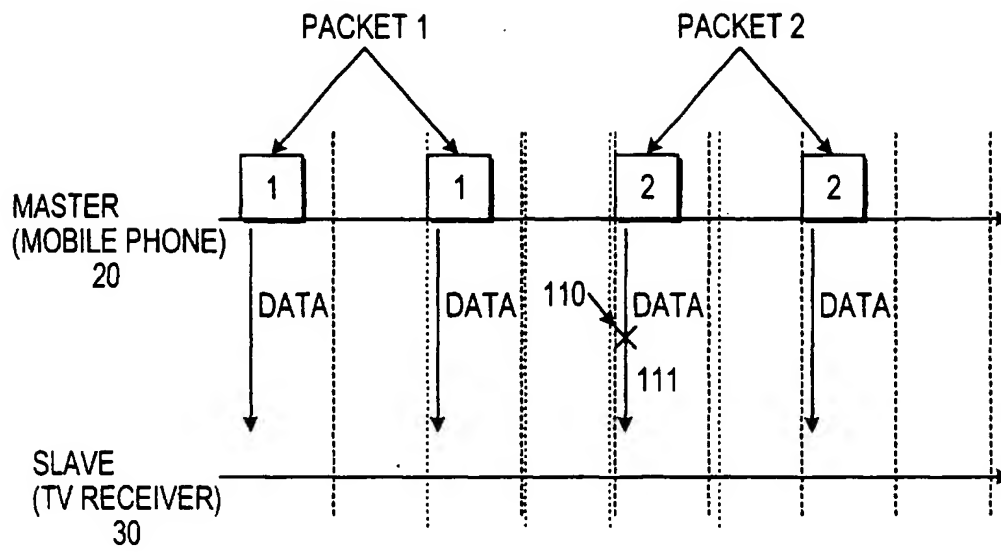 PACKET 1 PACKET 2
1 1 2 2
MASTER
(MOBILE PHONE)
20
DATA DATA 110 DATA DATA
111
SLAVE
(TV RECEIVER)
30